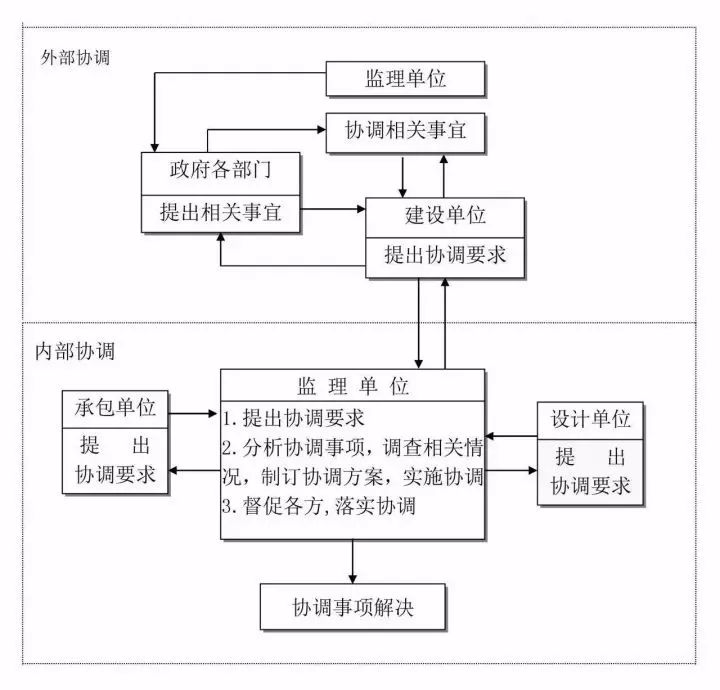 外部协调
监理单位
协调相关事宜
政府各部门
提出相关事宜
建设单位
提出协调要求
内部协调
监 理 单 位
1.提出协调要求
2.分析协调事项，调查相关情
况，制订协调方案，实施协调
3.督促各方,落实协调
承包单位
提 出
协调要求
设计单位
提 出
协调要求
协调事项解决